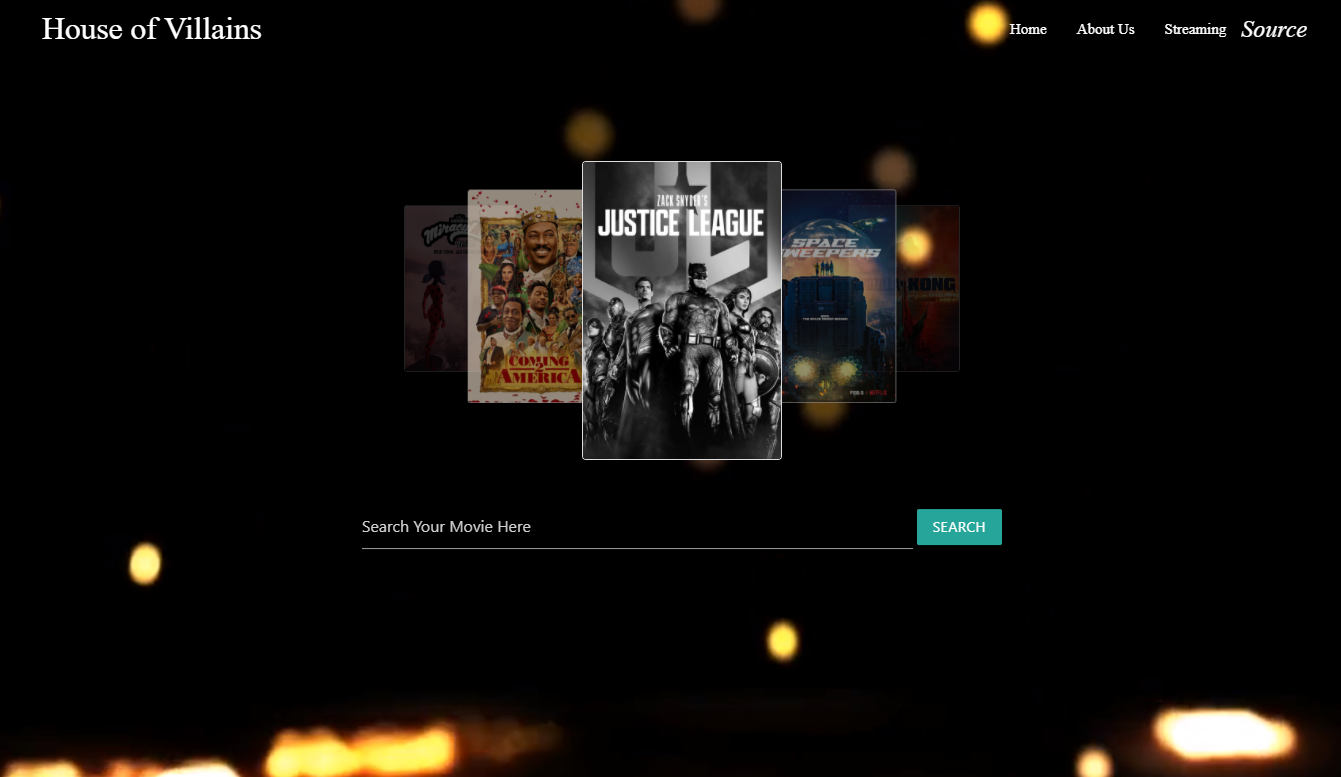 House of Villains
Home
About Us
Streaming
Source
Miraculous
COMING
2
AMERICA
ZACK SNYDER'S
JUSTICE LEAGUE
SPACE
SWEEPERS
KONG
Search Your Movie Here
SEARCH